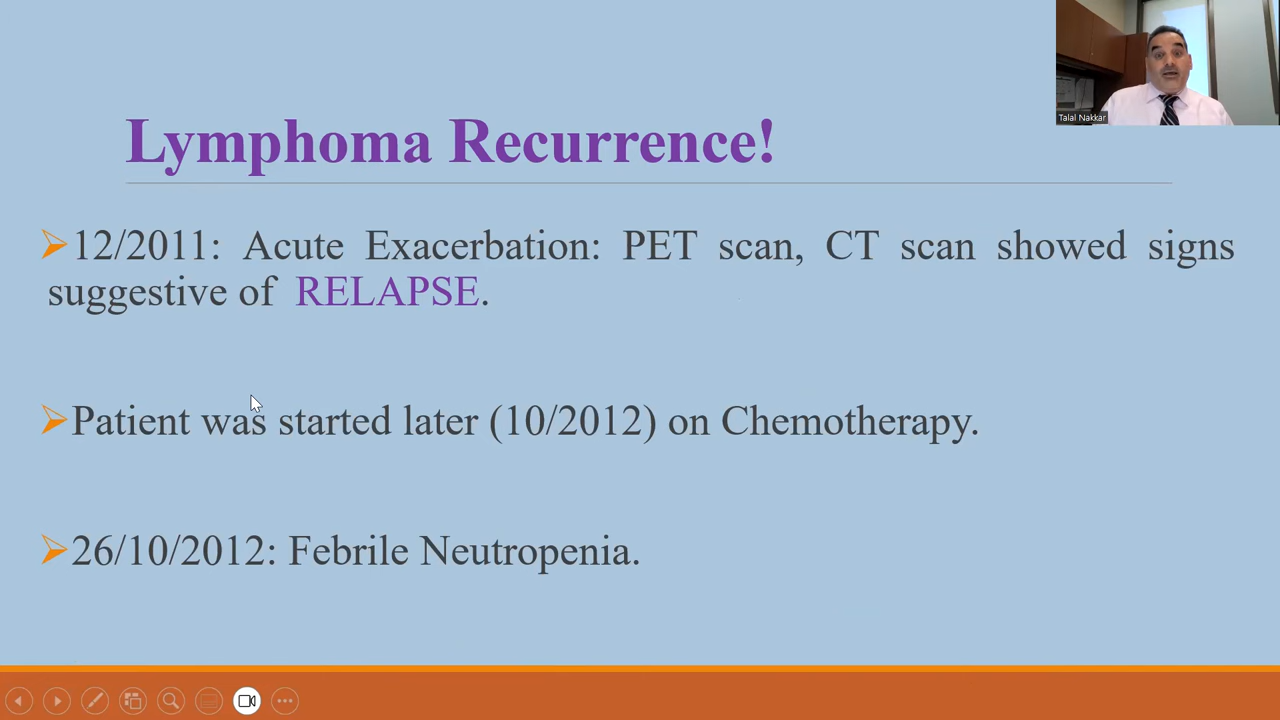 Talal Nakkar
Lymphoma Recurrence!
12/2011: Acute Exacerbation: PET scan, CT scan showed signs
suggestive of RELAPSE.
Patient was started later (10/2012) on Chemotherapy.
26/10/2012: Febrile Neutropenia.